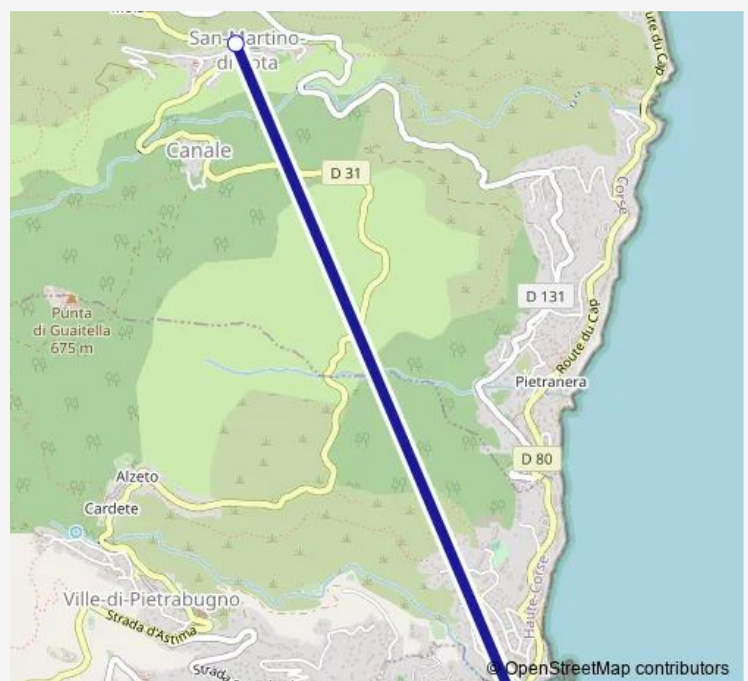 San-Martino-
di-Lota
Route du Cap
Canale
D 31
Corse
Punta
di Guaitella
675 m
D 131
Route du Cap
Pietranera
D 80
Alzeto
Cardete
Haute-Corse
Ville-di-Pietrabugno
Strada d'Astima
Strada
© OpenStreetMap contributors